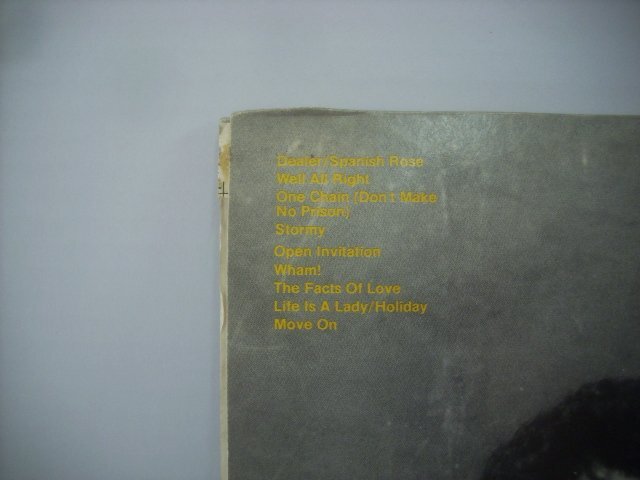 Dealer/Spanish Rose
Well All Right
One Chain (Don't Make
No Prison)
Stormy
Open Invitation
Wham!
The Facts Of Love
Life Is A Lady/Holiday
Move On